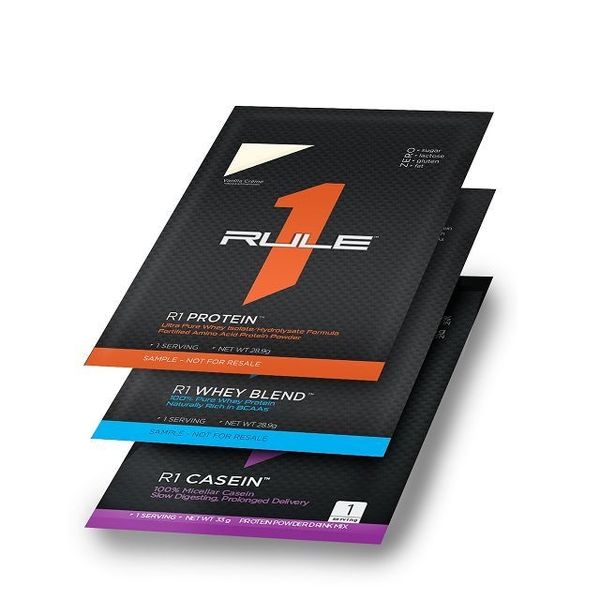 ZERO
• sugar
• lactose
• gluten
• fat
Vanilla Crème
1
RULE™
R1 PROTEIN™
Ultra Pure Whey Isolate/Hydrolysate Formula
Fortified Amino Acid Protein Powder
• 1 SERVING • NET WT 28.9g
SAMPLE – NOT FOR RESALE
R1 WHEY BLEND™
100% Pure Whey Protein
Naturally Rich in BCAAs
• 1 SERVING • NET WT 28.9g
SAMPLE – NOT FOR RESALE
R1 CASEIN™
100% Micellar Casein
Slow Digesting, Prolonged Delivery
• 1 SERVING • NET WT 33g PROTEIN POWDER DRINK MIX
1
serving